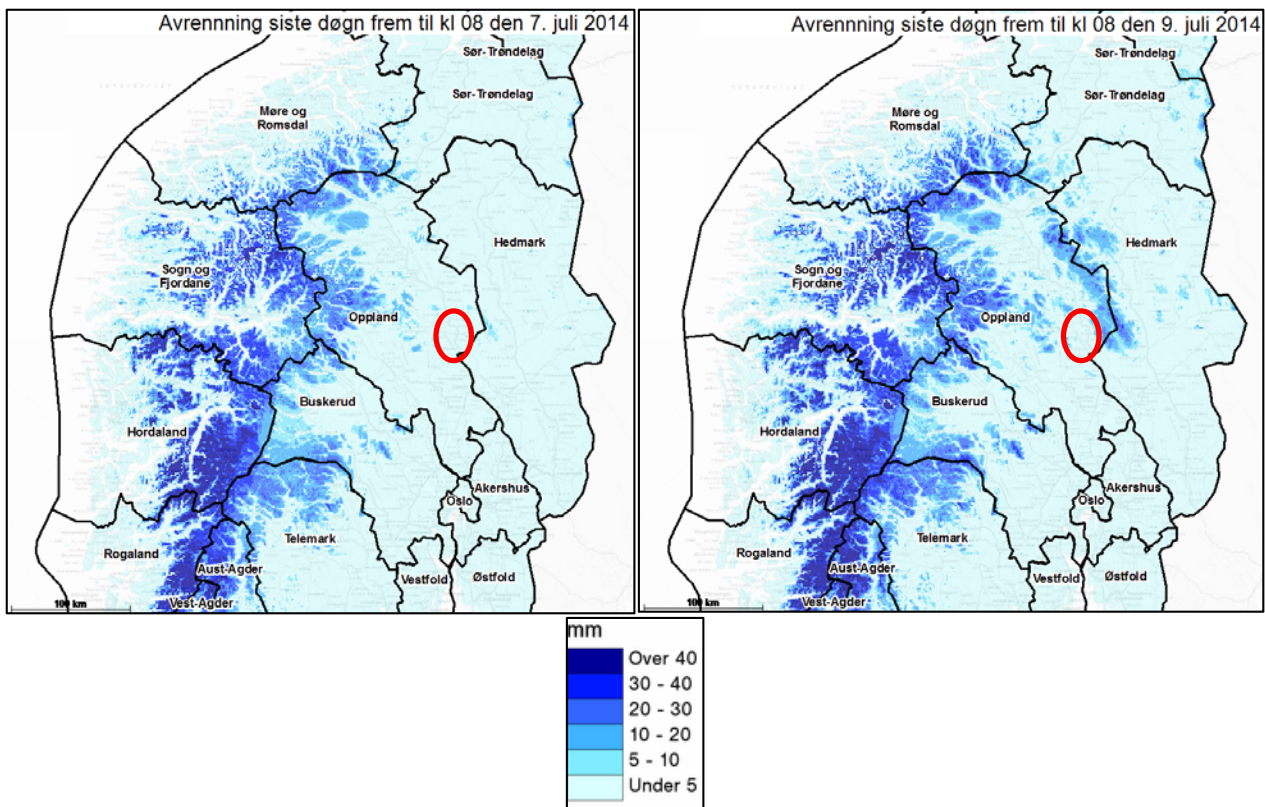 Avrennning siste døgn frem til kl 08 den 7. juli 2014
Sør-Trøndelag
Sør-Trøndelag
Møre og
Romsdal
Hedmark
Sogn og
Fjordane
Oppland
Buskerud
Hordaland
Akershus
Oslo
Rogaland
Telemark
Aust-Agder
Vestfold
Østfold
Vest-Agder
100 km
Avrennning siste døgn frem til kl 08 den 9. juli 2014
Sør-Trøndelag
Sør-Trøndelag
Møre og
Romsdal
Hedmark
Sogn og
Fjordane
Oppland
Buskerud
Hordaland
Akershus
Oslo
Rogaland
Telemark
Aust-Agder
Vestfold
Østfold
Vest-Agder
100 km
mm
Over 40
30 - 40
20 - 30
10 - 20
5 - 10
Under 5